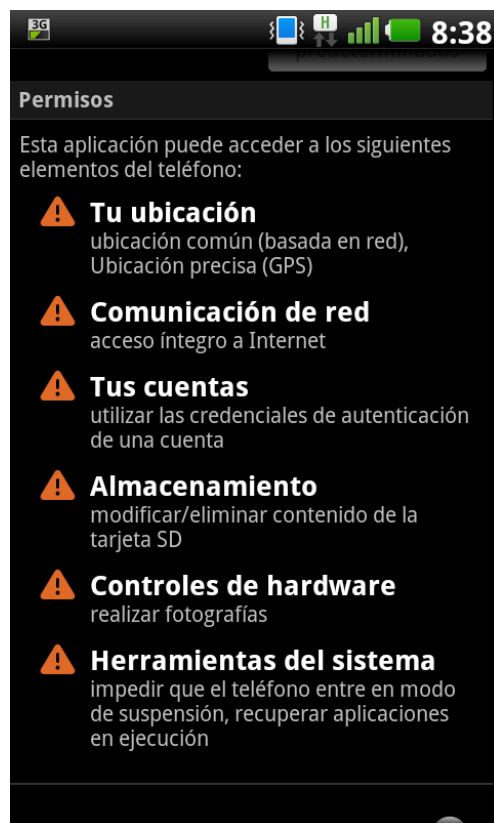 3G
H
8:38
predeterminados
Permisos
Esta aplicación puede acceder a los siguientes
elementos del teléfono:
Tu ubicación
ubicación común (basada en red),
Ubicación precisa (GPS)
Comunicación de red
acceso íntegro a Internet
Tus cuentas
utilizar las credenciales de autenticación
de una cuenta
Almacenamiento
modificar/eliminar contenido de la
tarjeta SD
Controles de hardware
realizar fotografías
Herramientas del sistema
impedir que el teléfono entre en modo
de suspensión, recuperar aplicaciones
en ejecución